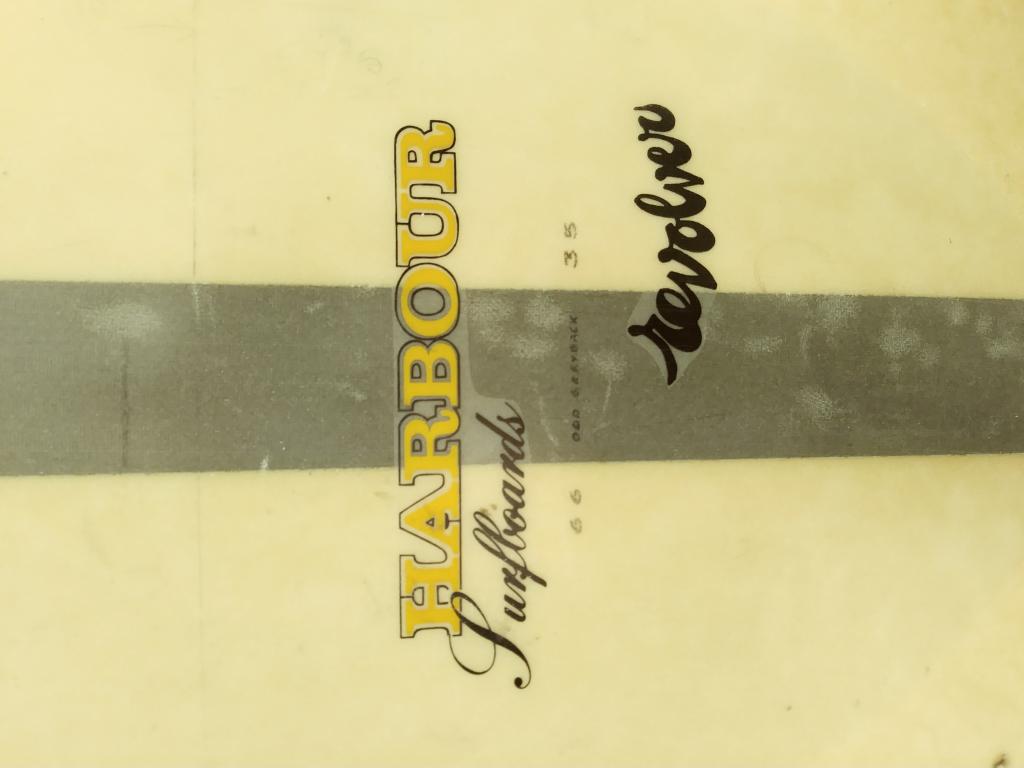 HARBOUR
Surfboards
66 ODD GREYBACK 35
revolver